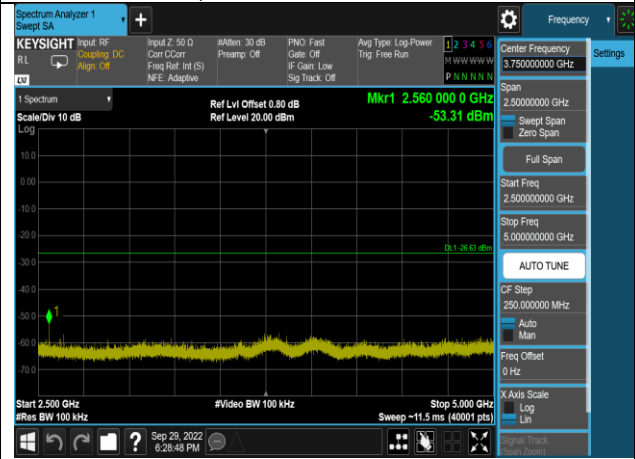 Spectrum Analyzer 1
Swept SA
+
Frequency
KEYSIGHT
RL
LXI
Input: RF
Coupling: DC
Align: Off
Input Z: 50 Ω
Corr CCorr
Freq Ref: Int (S)
NFE: Adaptive
#Atten: 30 dB
Preamp: Off
PNO: Fast
Gate: Off
IF Gain: Low
Sig Track: Off
Avg Type: Log-Power
Trig: Free Run
1 2 3 4 5 6
M W W W W W
P N N N N N
Center Frequency
3.75000000 GHz
Settings
Span
2.50000000 GHz
Swept Span
Zero Span
Full Span
Start Freq
2.500000000 GHz
Stop Freq
5.000000000 GHz
AUTO TUNE
CF Step
250.000000 MHz
Auto
Man
Freq Offset
0 Hz
X Axis Scale
Log
Lin
Signal Track
(Span Zoom)
1 Spectrum
Scale/Div 10 dB
Log
Ref Lvl Offset 0.80 dB
Ref Level 20.00 dBm
Mkr1 2.560 000 0 GHz
-53.31 dBm
10.0
0.00
-10.0
-20.0
DL1 -26.63 dBm
-30.0
-40.0
1
-50.0
-60.0
-70.0
Start 2.500 GHz
#Res BW 100 kHz
#Video BW 100 kHz
Stop 5.000 GHz
Sweep ~11.5 ms (40001 pts)
?
Sep 29, 2022
6:28:48 PM